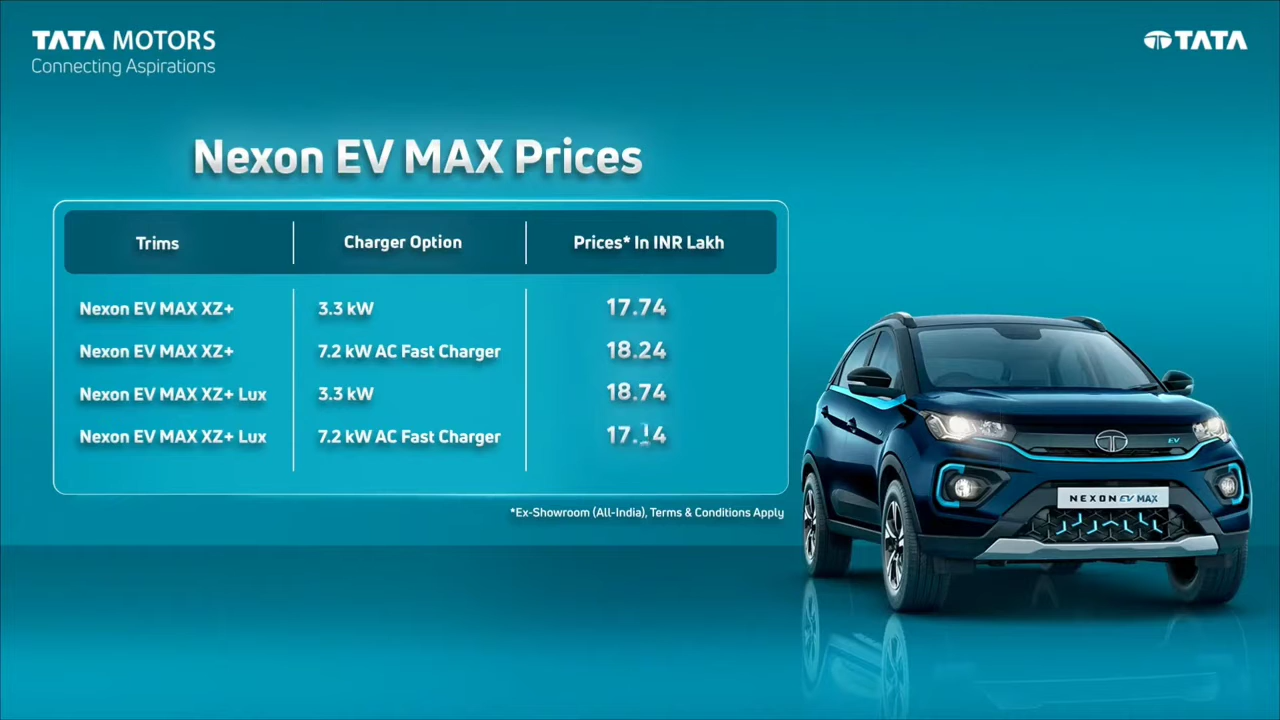 TATA MOTORS
Connecting Aspirations
TATA
Nexon EV MAX Prices
Trims Charger Option Prices* In INR Lakh
Nexon EV MAX XZ+ 3.3 kW 17.74
Nexon EV MAX XZ+ 7.2 kW AC Fast Charger 18.24
Nexon EV MAX XZ+ Lux 3.3 kW 18.74
Nexon EV MAX XZ+ Lux 7.2 kW AC Fast Charger
*Ex-Showroom (All-India), Terms & Conditions Apply
EV
NEXON EV MAX